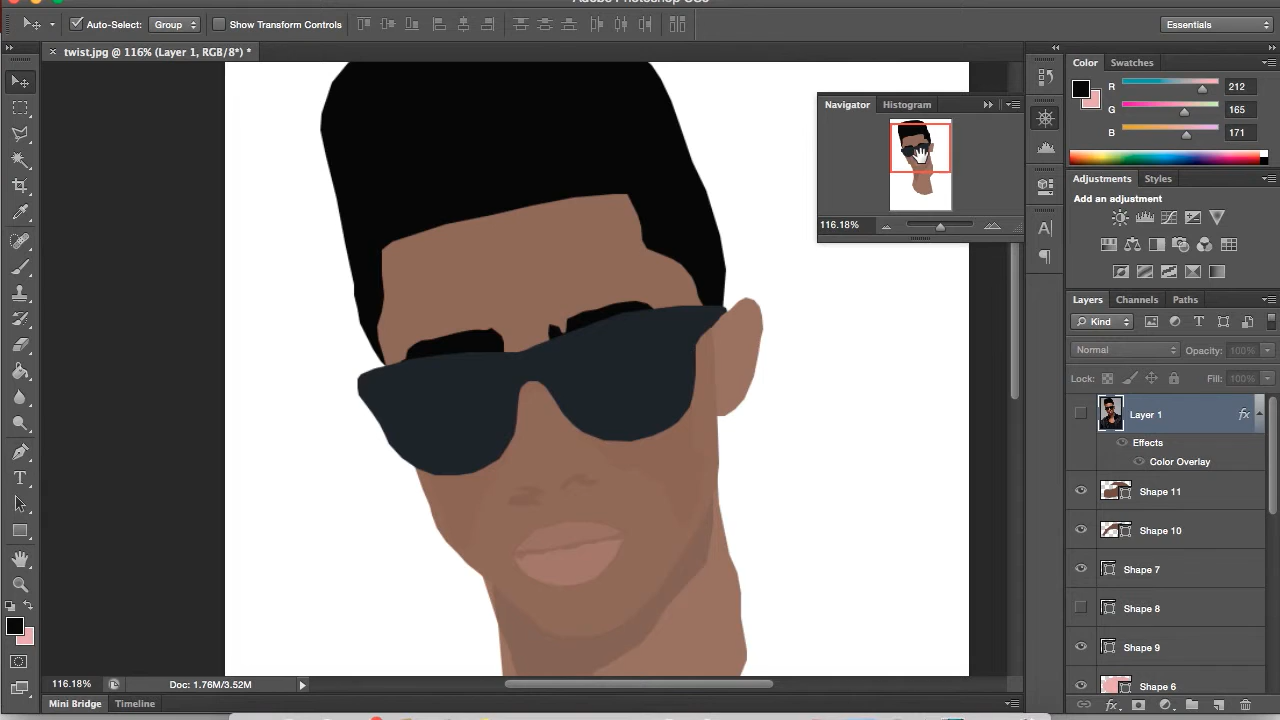 Auto-Select: Group Show Transform Controls Essentials
twist.jpg @ 116% (Layer 1, RGB/8*) *
Navigator Histogram
116.18%
Color Swatches
R 212
G 165
B 171
Adjustments Styles
Add an adjustment
Layers Channels Paths
Kind
Normal Opacity: 100%
Lock: Fill: 100%
Layer 1 fx
Effects
Color Overlay
Shape 11
Shape 10
Shape 7
Shape 8
Shape 9
Shape 6
116.18% Doc: 1.76M/3.52M
Mini Bridge Timeline